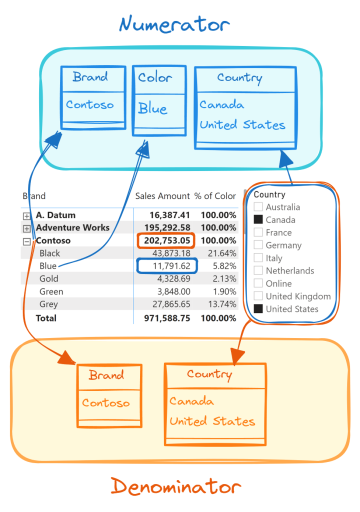 Numerator
Brand Color Country
Contoso Blue Canada
United States
Brand Sales Amount % of Color
A. Datum 16,387.41 100.00%
Adventure Works 195,292.58 100.00%
Contoso 202,753.05 100.00%
Black 43,873.18 21.64%
Blue 11,791.62 5.82%
Gold 4,328.69 2.13%
Green 3,848.00 1.90%
Grey 27,865.65 13.74%
Total 971,588.75 100.00%
Country
Australia
Canada
France
Germany
Italy
Netherlands
Online
United Kingdom
United States
Brand Country
Contoso Canada
United States
Denominator